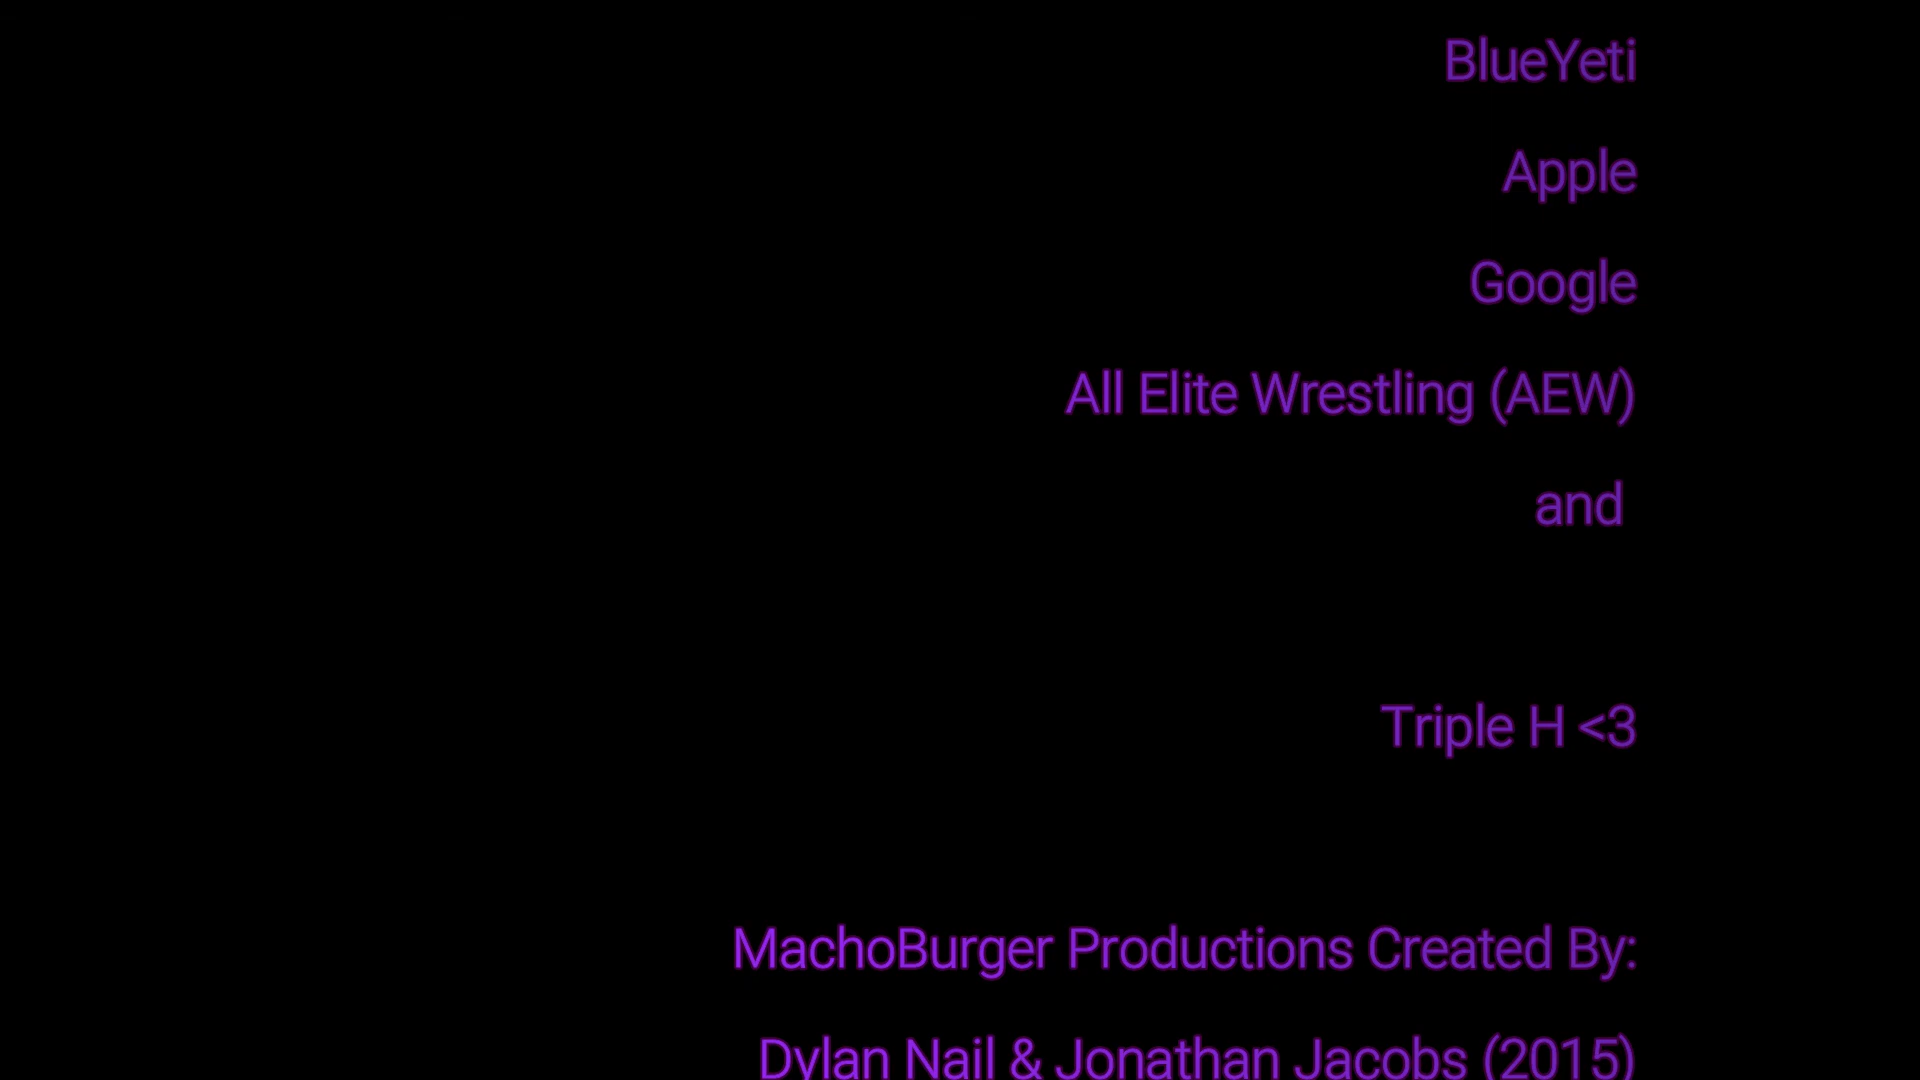 BlueYeti
Apple
Google
All Elite Wrestling (AEW)
and
Triple H <3
MachoBurger Productions Created By:
Dylan Nail & Jonathan Jacobs (2015)